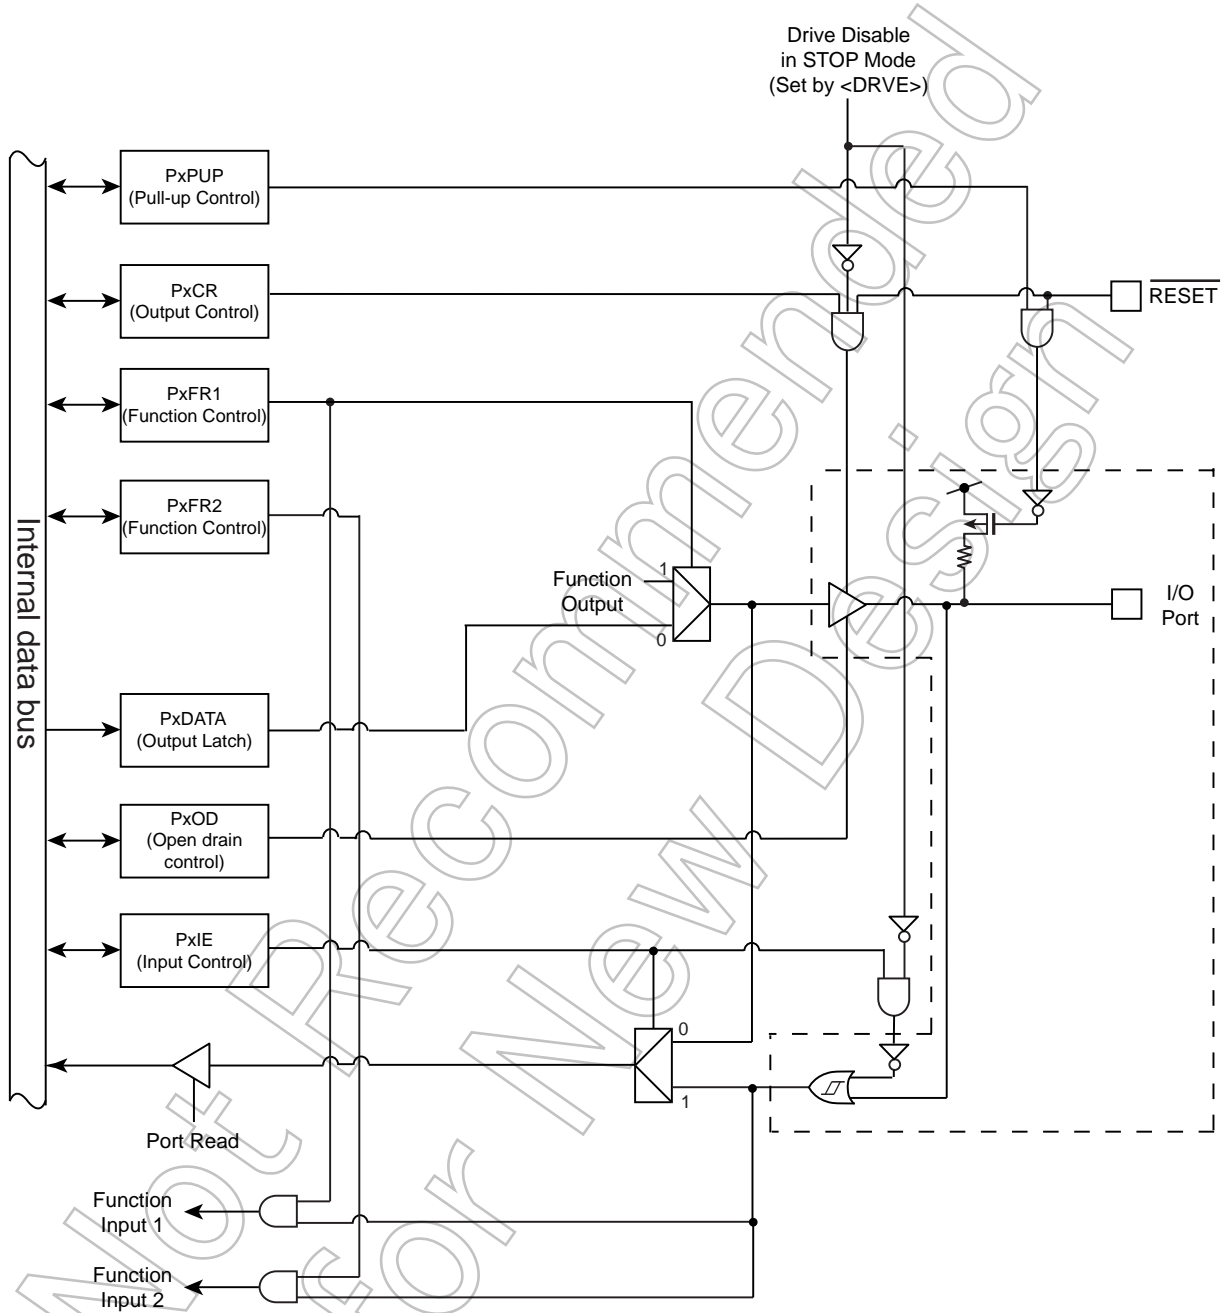 Drive Disable
in STOP Mode
(Set by <DRVE>)
PxPUP
(Pull-up Control)
PxCR
(Output Control)
RESET
PxFR1
(Function Control)
PxFR2
(Function Control)
Internal data bus
1
Function
Output
0
I/O
Port
PxDATA
(Output Latch)
PxOD
(Open drain
control)
PxIE
(Input Control)
0
1
Port Read
Function
Input 1
Function
Input 2
Not Recommended
for New Design